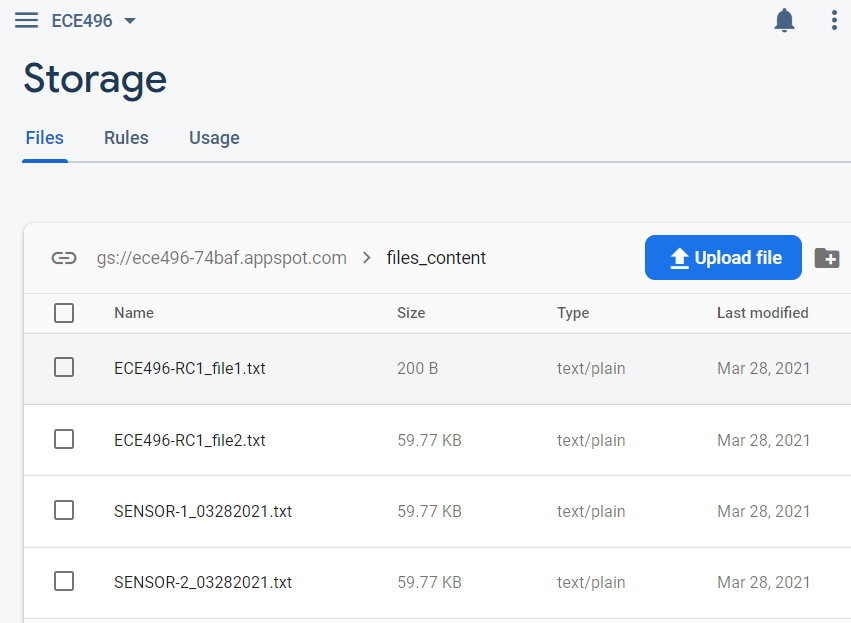 ECE496
Storage
Files Rules Usage
gs://ece496-74baf.appspot.com > files_content Upload file
Name Size Type Last modified
ECE496-RC1_file1.txt 200 B text/plain Mar 28, 2021
ECE496-RC1_file2.txt 59.77 KB text/plain Mar 28, 2021
SENSOR-1_03282021.txt 59.77 KB text/plain Mar 28, 2021
SENSOR-2_03282021.txt 59.77 KB text/plain Mar 28, 2021